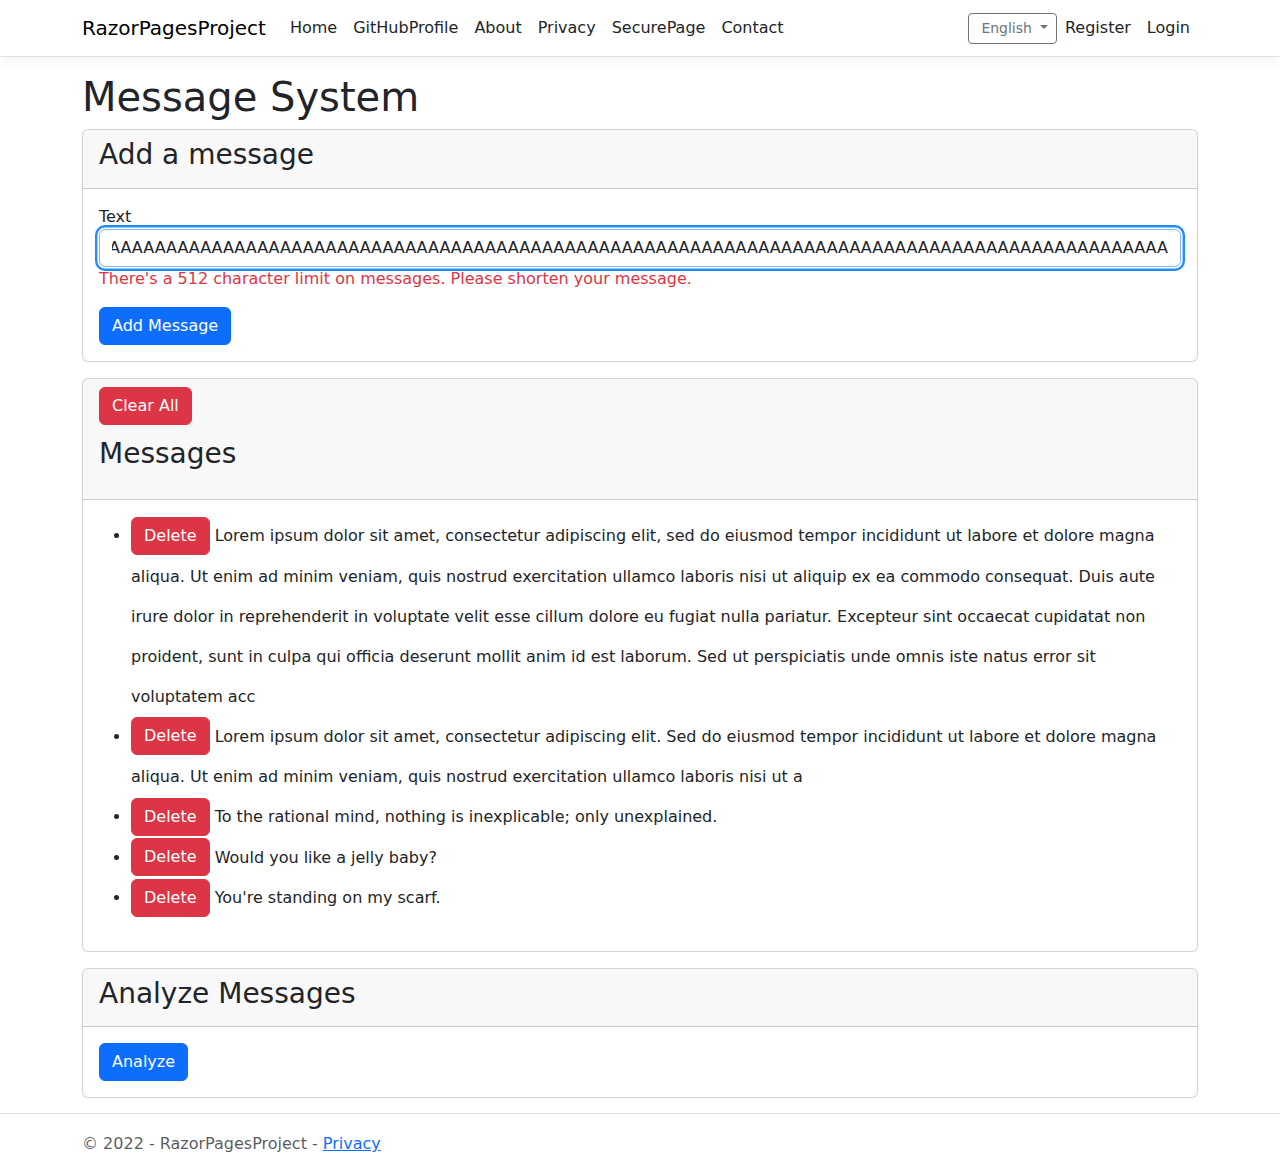 RazorPagesProject Home GitHubProfile About Privacy SecurePage Contact English Register Login
Message System
Add a message
Text
AAAAAAAAAAAAAAAAAAAAAAAAAAAAAAAAAAAAAAAAAAAAAAAAAAAAAAAAAAAAAAAAAAAAAAAAAAAAAAAAAAAAAAAAAAAAA
There's a 512 character limit on messages. Please shorten your message.
Add Message
Clear All
Messages
Delete Lorem ipsum dolor sit amet, consectetur adipiscing elit, sed do eiusmod tempor incididunt ut labore et dolore magna
aliqua. Ut enim ad minim veniam, quis nostrud exercitation ullamco laboris nisi ut aliquip ex ea commodo consequat. Duis aute
irure dolor in reprehenderit in voluptate velit esse cillum dolore eu fugiat nulla pariatur. Excepteur sint occaecat cupidatat non
proident, sunt in culpa qui officia deserunt mollit anim id est laborum. Sed ut perspiciatis unde omnis iste natus error sit
voluptatem acc
Delete Lorem ipsum dolor sit amet, consectetur adipiscing elit. Sed do eiusmod tempor incididunt ut labore et dolore magna
aliqua. Ut enim ad minim veniam, quis nostrud exercitation ullamco laboris nisi ut a
Delete To the rational mind, nothing is inexplicable; only unexplained.
Delete Would you like a jelly baby?
Delete You're standing on my scarf.
Analyze Messages
Analyze
© 2022 - RazorPagesProject - Privacy